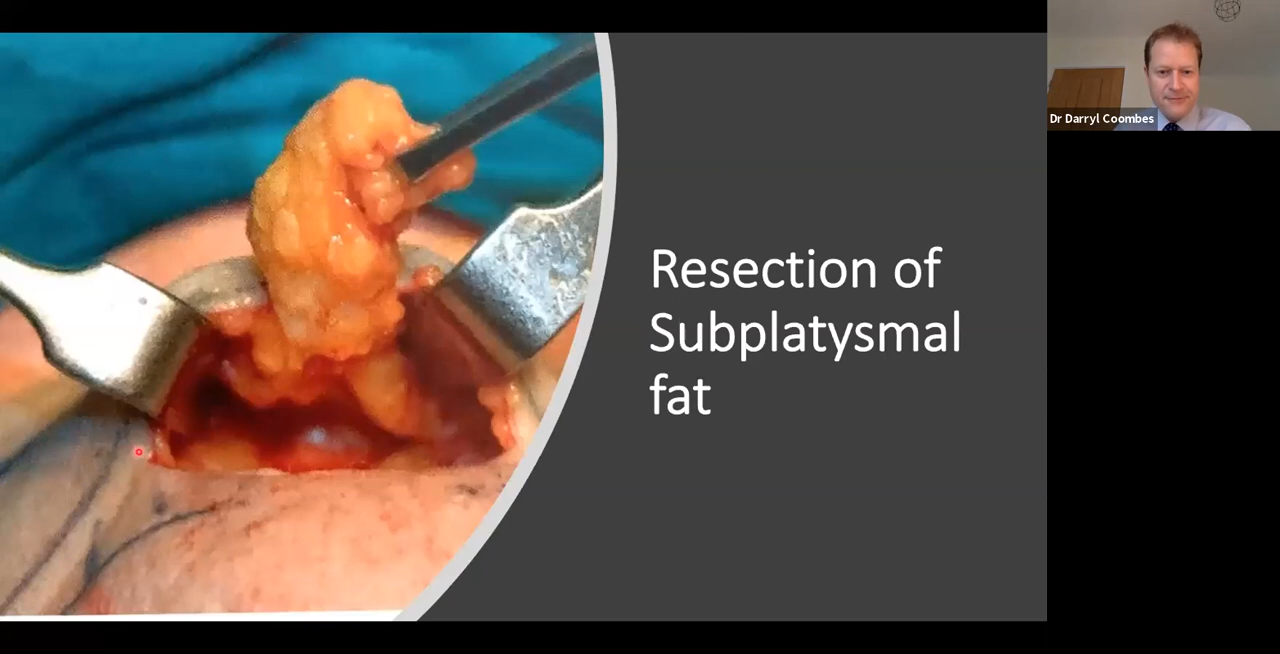 Dr Darryl Coombes
Resection of
Subplatysmal
fat